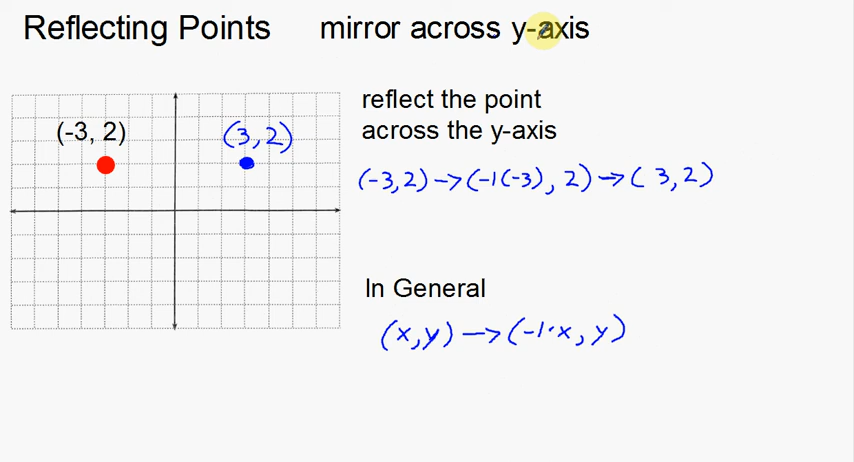 Reflecting Points mirror across y-axis
reflect the point
across the y-axis
(-3, 2)
(3, 2)
(-3, 2) → (-1(-3), 2) → (3, 2)
In General
(x, y) → (-1·x, y)